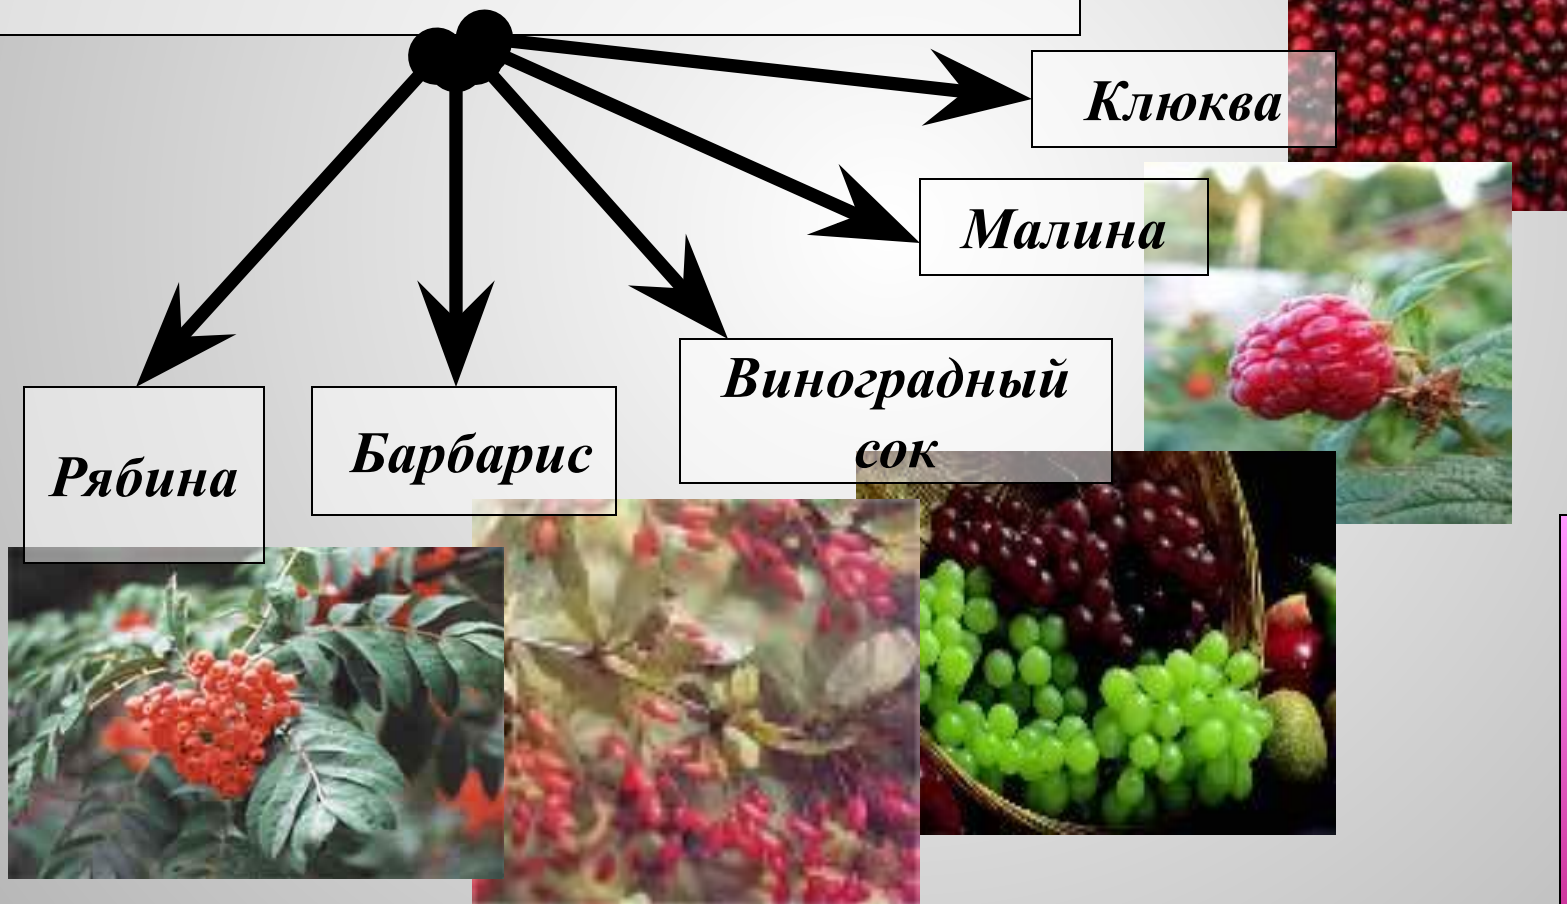 Клюква
Малина
Виноградный
сок
Барбарис
Рябина